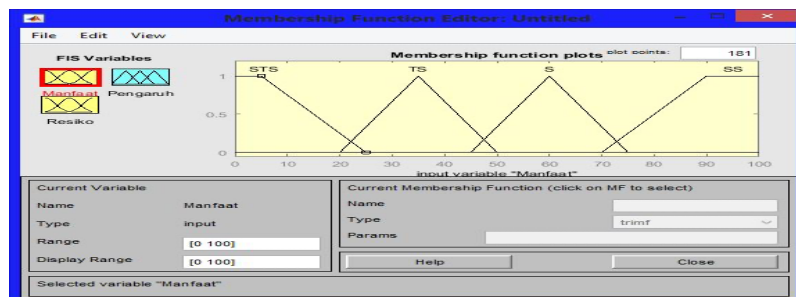 Membership Function Editor: Untitled
File Edit View
FIS Variables
Manfaat Pengaruh
Resiko
Membership function plots plot points: 181
STS TS S SS
1
0.5
0
0 10 20 30 40 50 60 70 80 90 100
input variable "Manfaat"
Current Variable
Name Manfaat
Type input
Range [0 100]
Display Range [0 100]
Current Membership Function (click on MF to select)
Name
Type trimf
Params
Help Close
Selected variable "Manfaat"